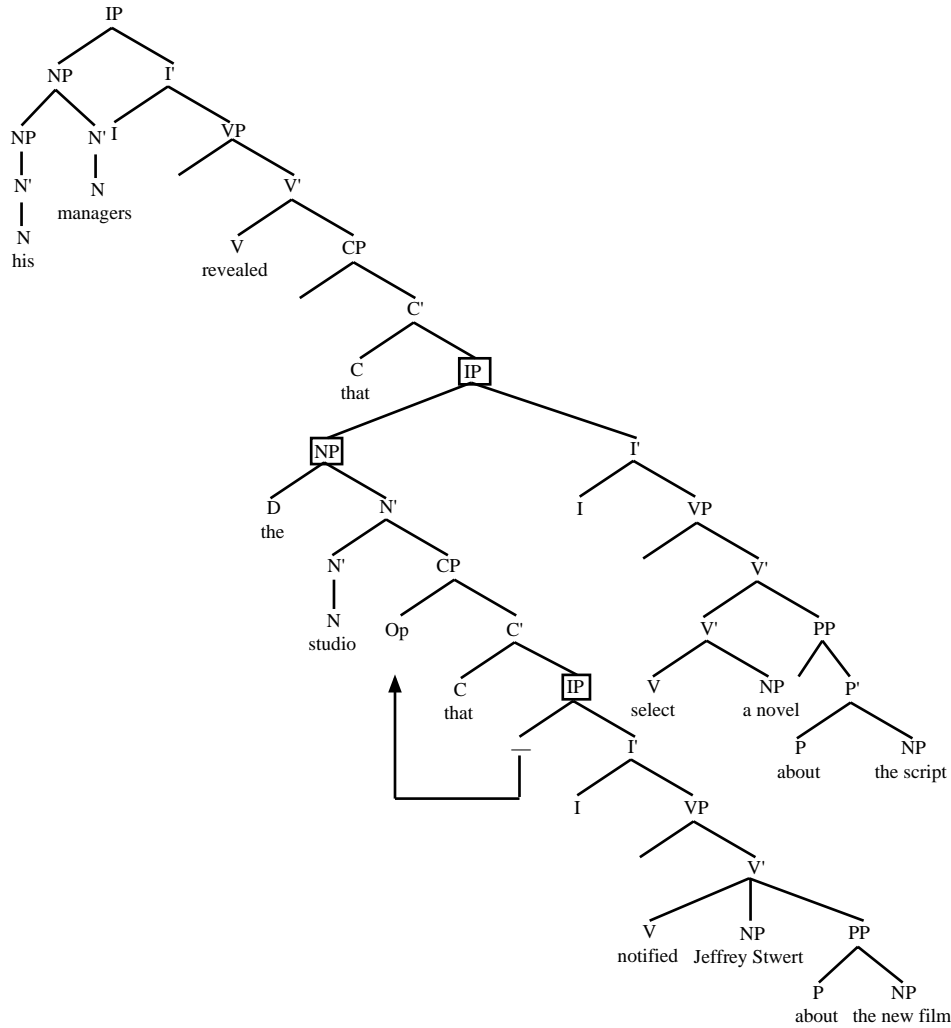 IP
NP I'
NP N' I VP
N' N V'
managers
N V CP
his revealed
C'
C IP
that
NP I'
D N' I VP
the
N' CP V'
N Op C' V' PP
studio
C IP V NP P'
that select a novel
— I' P NP
about the script
I VP
V'
V NP PP
notified Jeffrey Stwert
P NP
about the new film